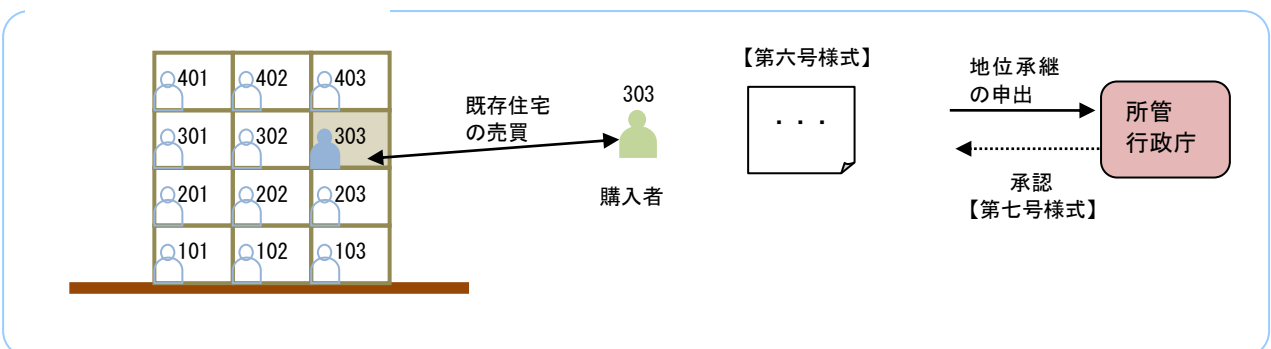 401 402 403
301 302 303
201 202 203
101 102 103
既存住宅
の売買
303
購入者
【第六号様式】
・・・
地位承継
の申出
所管
行政庁
承認
【第七号様式】